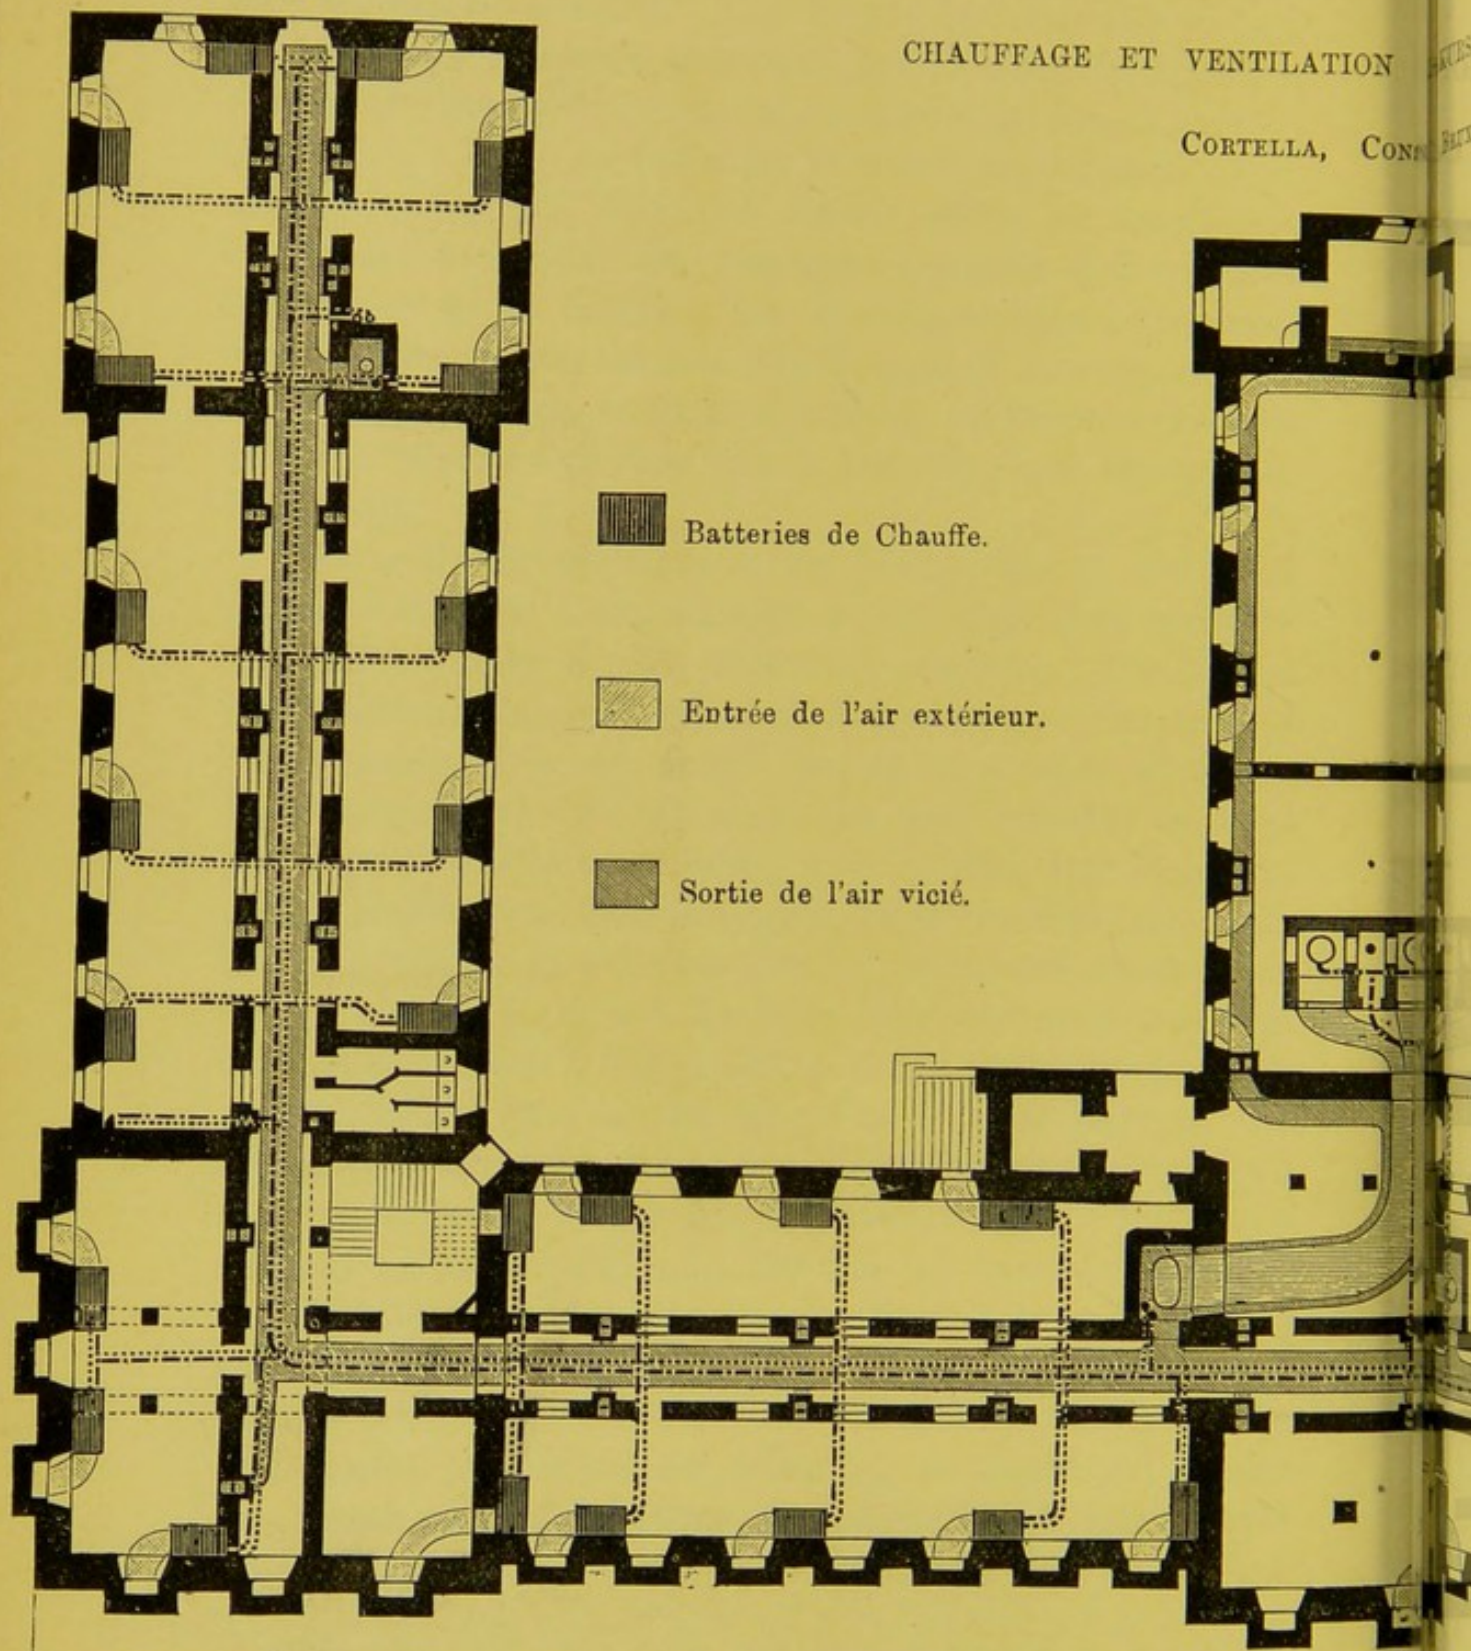 CHAUFFAGE ET VENTILATION
CORTELLA,
Batteries de Chauffe.
Entrée de l'air extérieur.
Sortie de l'air vicié.